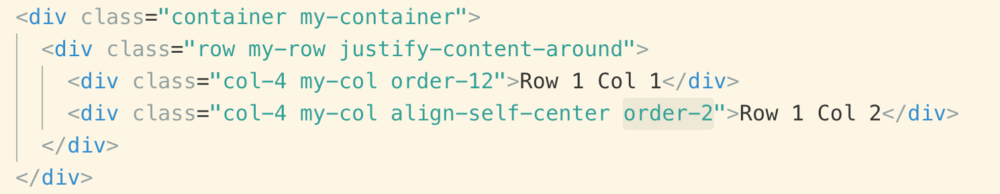 <div class="container my-container">
<div class="row my-row justify-content-around">
<div class="col-4 my-col order-12">Row 1 Col 1</div>
<div class="col-4 my-col align-self-center order-2">Row 1 Col 2</div>
</div>
</div>